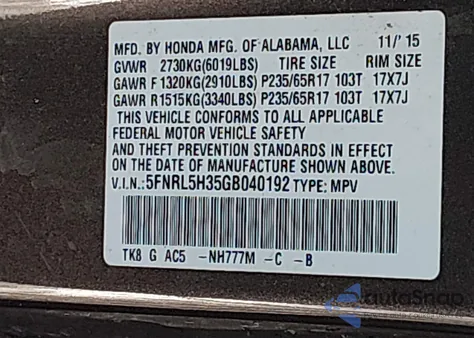 MFD. BY HONDA MFG. OF ALABAMA, LLC 11/'15
GVWR 2730KG(6019LBS) TIRE SIZE RIM SIZE
GAWR F 1320KG(2910LBS) P235/65R17 103T 17X7J
GAWR R1515KG(3340LBS) P235/65R17 103T 17X7J
THIS VEHICLE CONFORMS TO ALL APPLICABLE
FEDERAL MOTOR VEHICLE SAFETY
AND THEFT PREVENTION STANDARDS IN EFFECT
ON THE DATE OF MANUFACTURE SHOWN ABOVE.
V.I.N.:5FNRL5H35GB040192 TYPE: MPV
TK8 G AC5 -NH777M -C -B
autoSnap